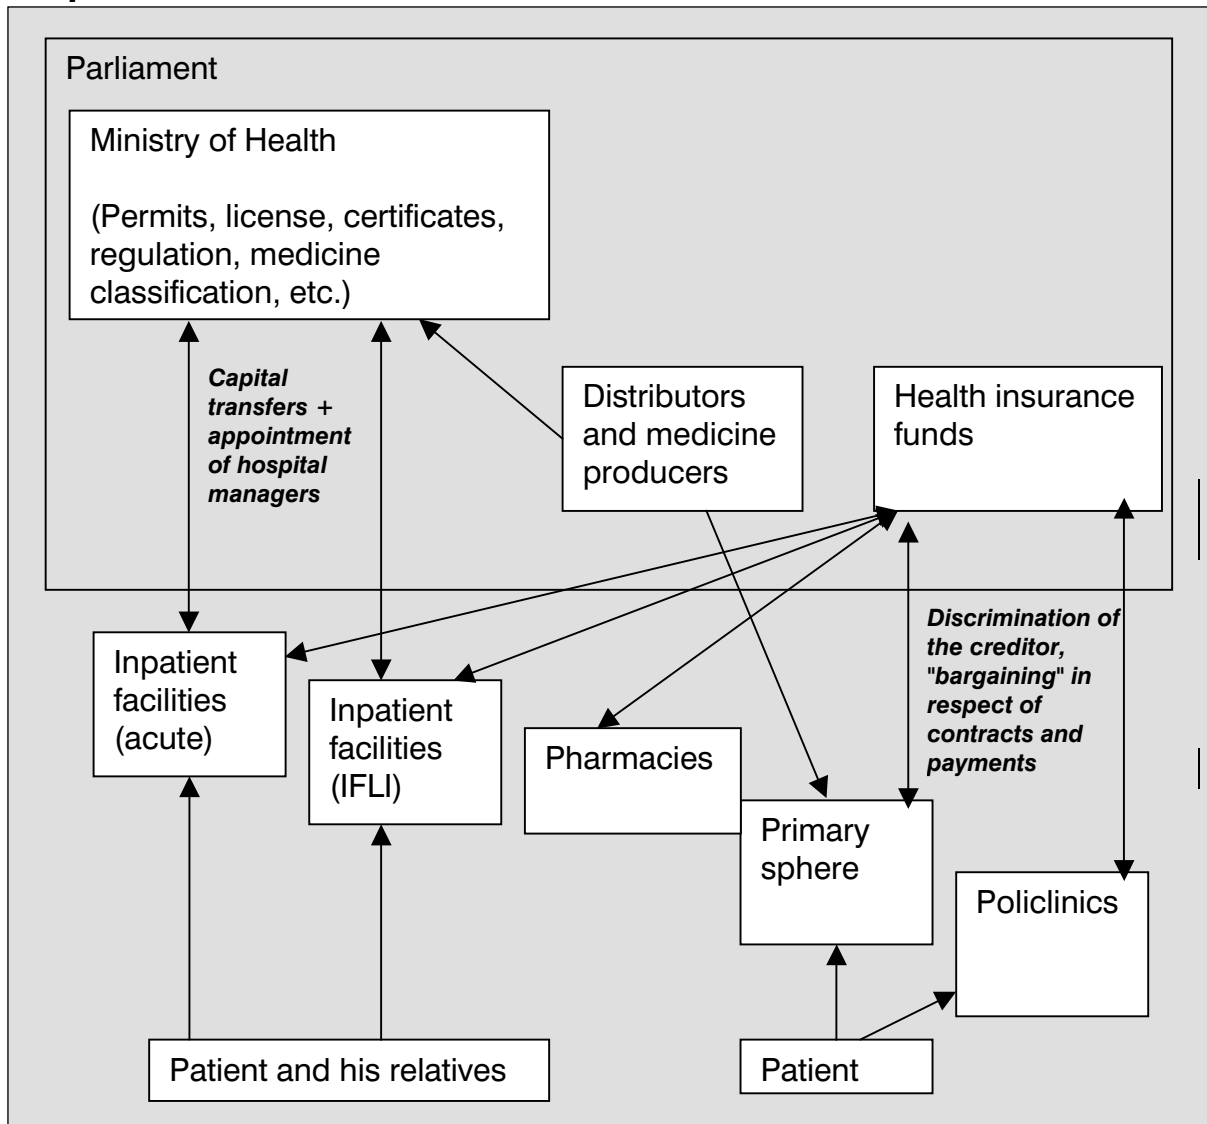 Parliament
Ministry of Health
(Permits, license, certificates,
regulation, medicine
classification, etc.)
Capital
transfers +
appointment
of hospital
managers
Distributors
and medicine
producers
Health insurance
funds
Discrimination of
the creditor,
"bargaining" in
respect of
contracts and
payments
Inpatient
facilities
(acute)
Inpatient
facilities
(IFLI)
Pharmacies
Primary
sphere
Policlinics
Patient and his relatives
Patient